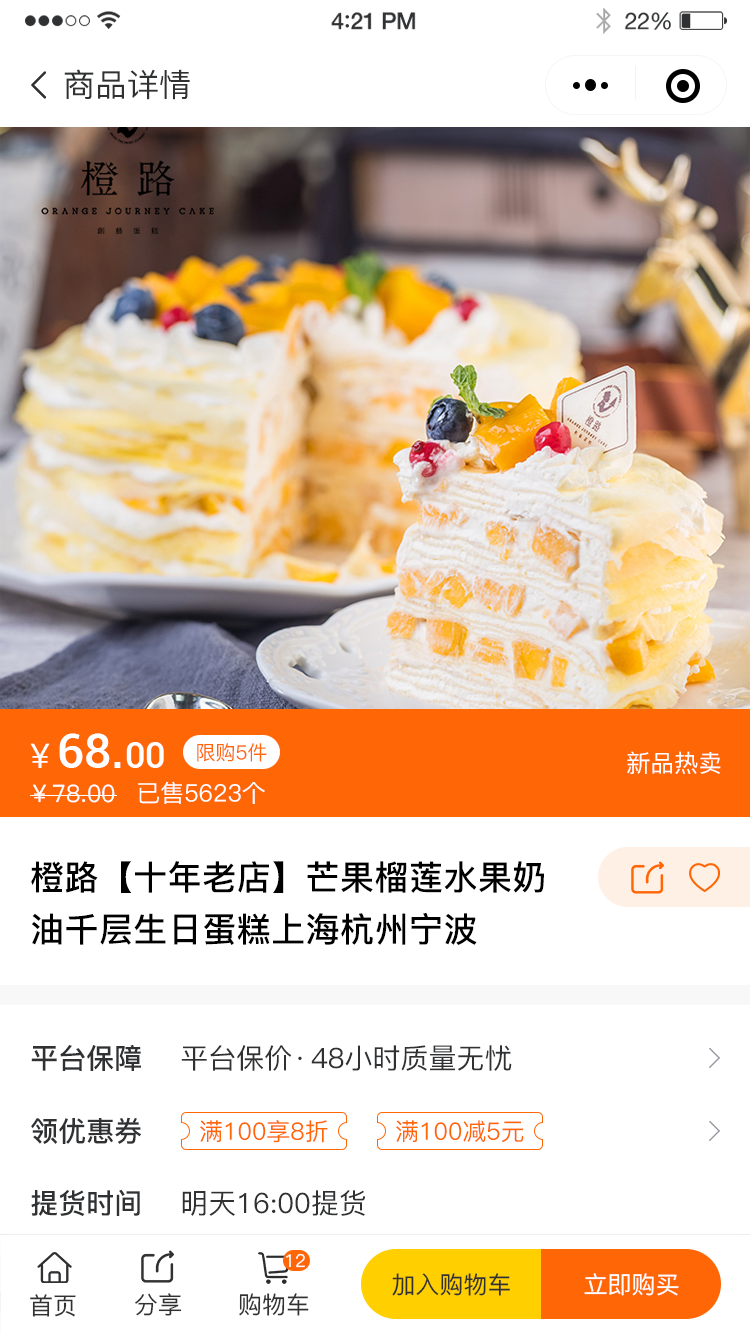 4:21 PM
22%
商品详情
橙路
ORANGE JOURNEY CAKE
¥68.00
限购5件
新品热卖
¥78.00 已售5623个
橙路【十年老店】芒果榴莲水果奶
油千层生日蛋糕上海杭州宁波
平台保障 平台保价 · 48小时质量无忧
领优惠券 满100享8折 满100减5元
提货时间 明天16:00提货
12
首页 分享 购物车 加入购物车 立即购买